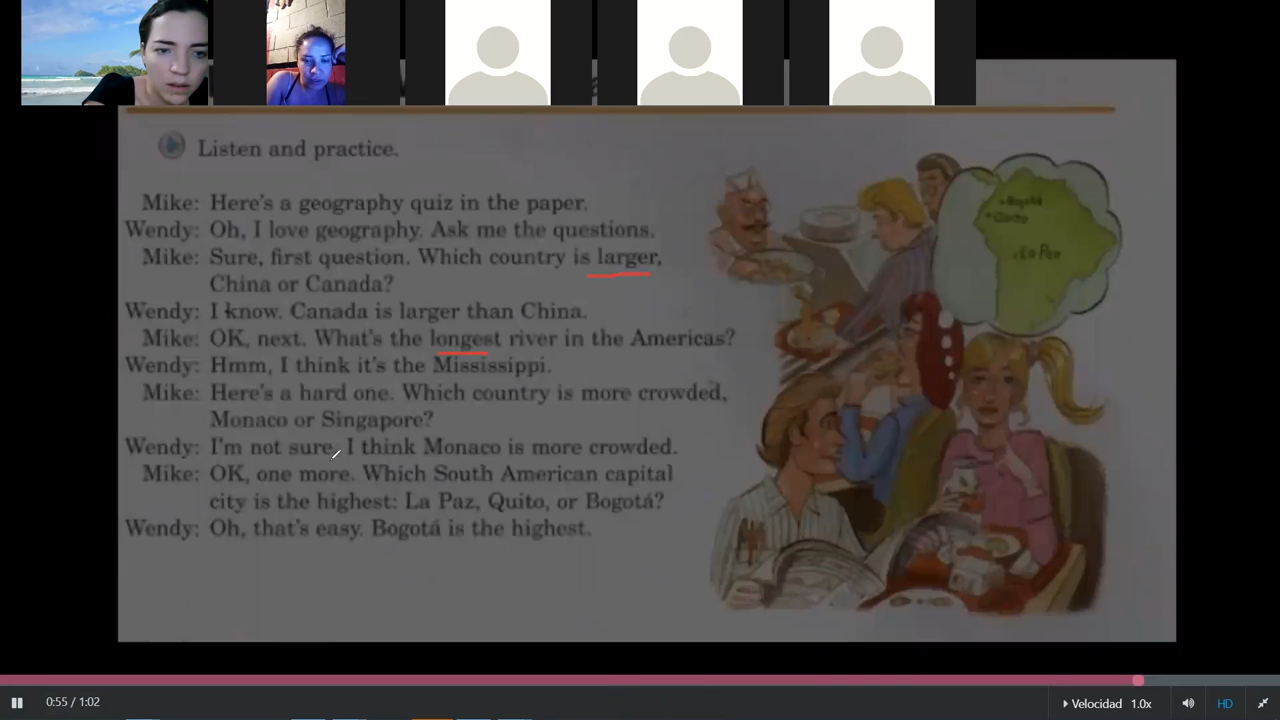 Listen and practice.
Mike: Here's a geography quiz in the paper.
Wendy: Oh, I love geography. Ask me the questions.
Mike: Sure, first question. Which country is larger,
China or Canada?
Wendy: I know. Canada is larger than China.
Mike: OK, next. What's the longest river in the Americas?
Wendy: Hmm, I think it's the Mississippi.
Mike: Here's a hard one. Which country is more crowded,
Monaco or Singapore?
Wendy: I'm not sure. I think Monaco is more crowded.
Mike: OK, one more. Which South American capital
city is the highest: La Paz, Quito, or Bogotá?
Wendy: Oh, that's easy. Bogotá is the highest.
Bogotá
Quito
La Paz
0:55 / 1:02
Velocidad 1.0x
HD